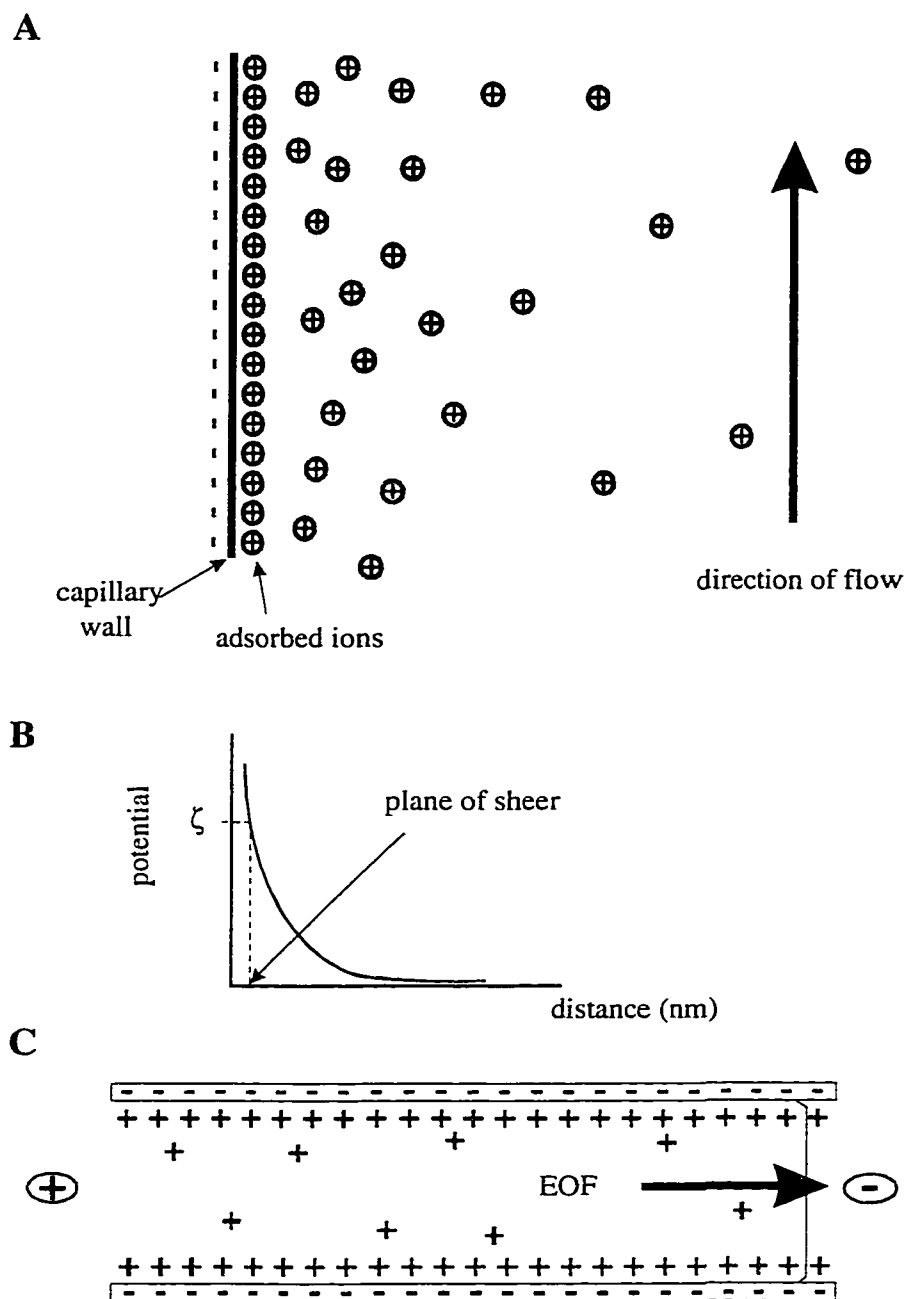 A
capillary
wall
adsorbed ions
direction of flow
B
potential
ζ
plane of sheer
distance (nm)
C
EOF